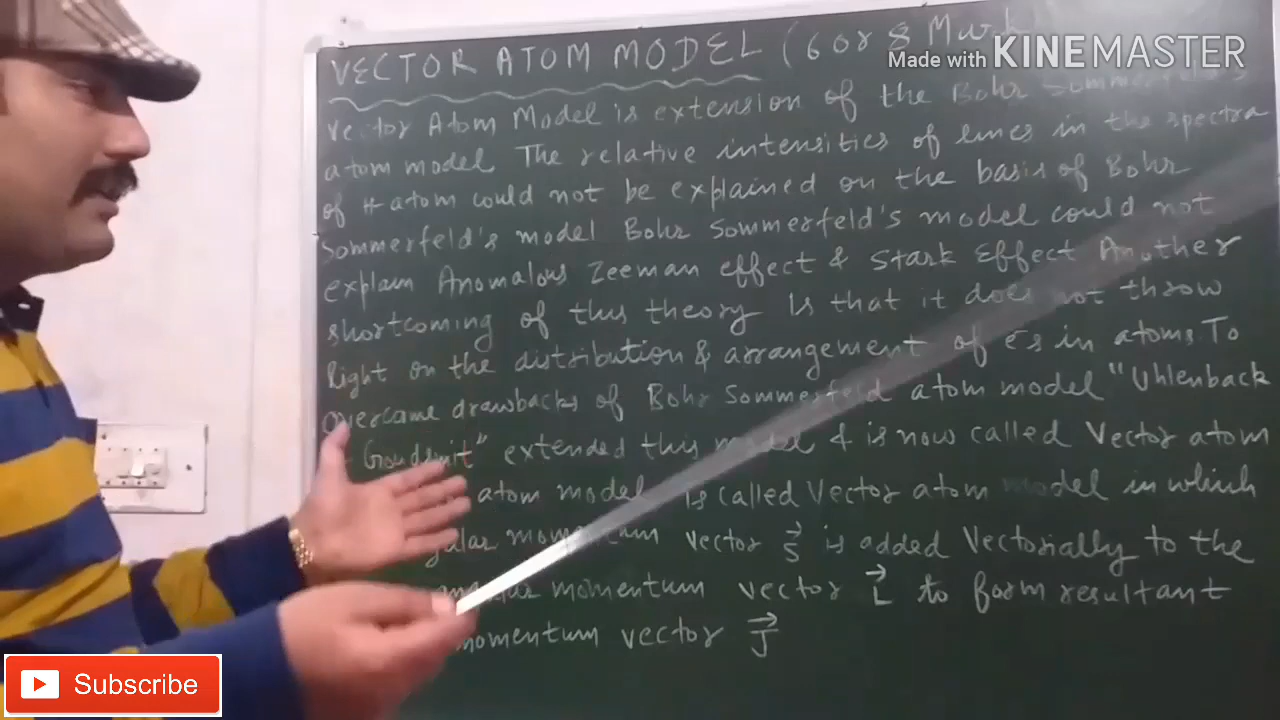 VECTOR ATOM MODEL (6 or 8
Made with KINEMASTER
Vector Atom Model is extension of the Bohr Sommerfeld's
atom model The relative intensities of lines in the spectra
of H atom could not be explained on the basis of Bohr
Sommerfeld's model Bohr Sommerfeld's model could not
explain Anomalous Zeeman effect & Stark Effect Another
shortcoming of this theory Is that it does not throw
light on the distribution & arrangement of e⁻s in atoms. To
overcome drawbacks of Bohr Sommerfeld atom model "Uhlenback
Goudsmit" extended this model & is now called Vector atom
atom model is called Vector atom model in which
momentum vector S⃗ is added Vectorially to the
angular momentum vector L⃗ to form resultant
momentum vector J⃗
Subscribe